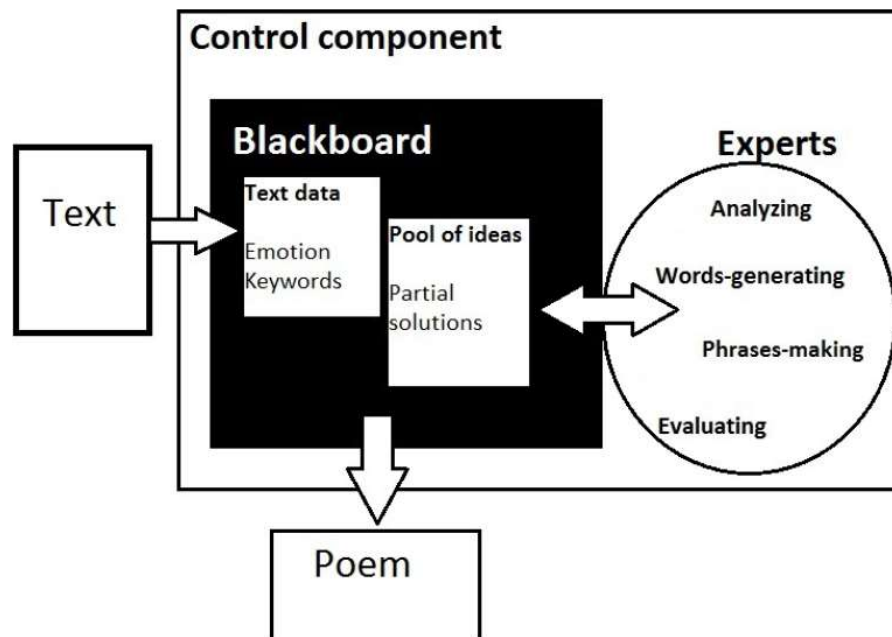 Control component
Blackboard
Experts
Text
Text data
Emotion
Keywords
Pool of ideas
Partial
solutions
Analyzing
Words-generating
Phrases-making
Evaluating
Poem